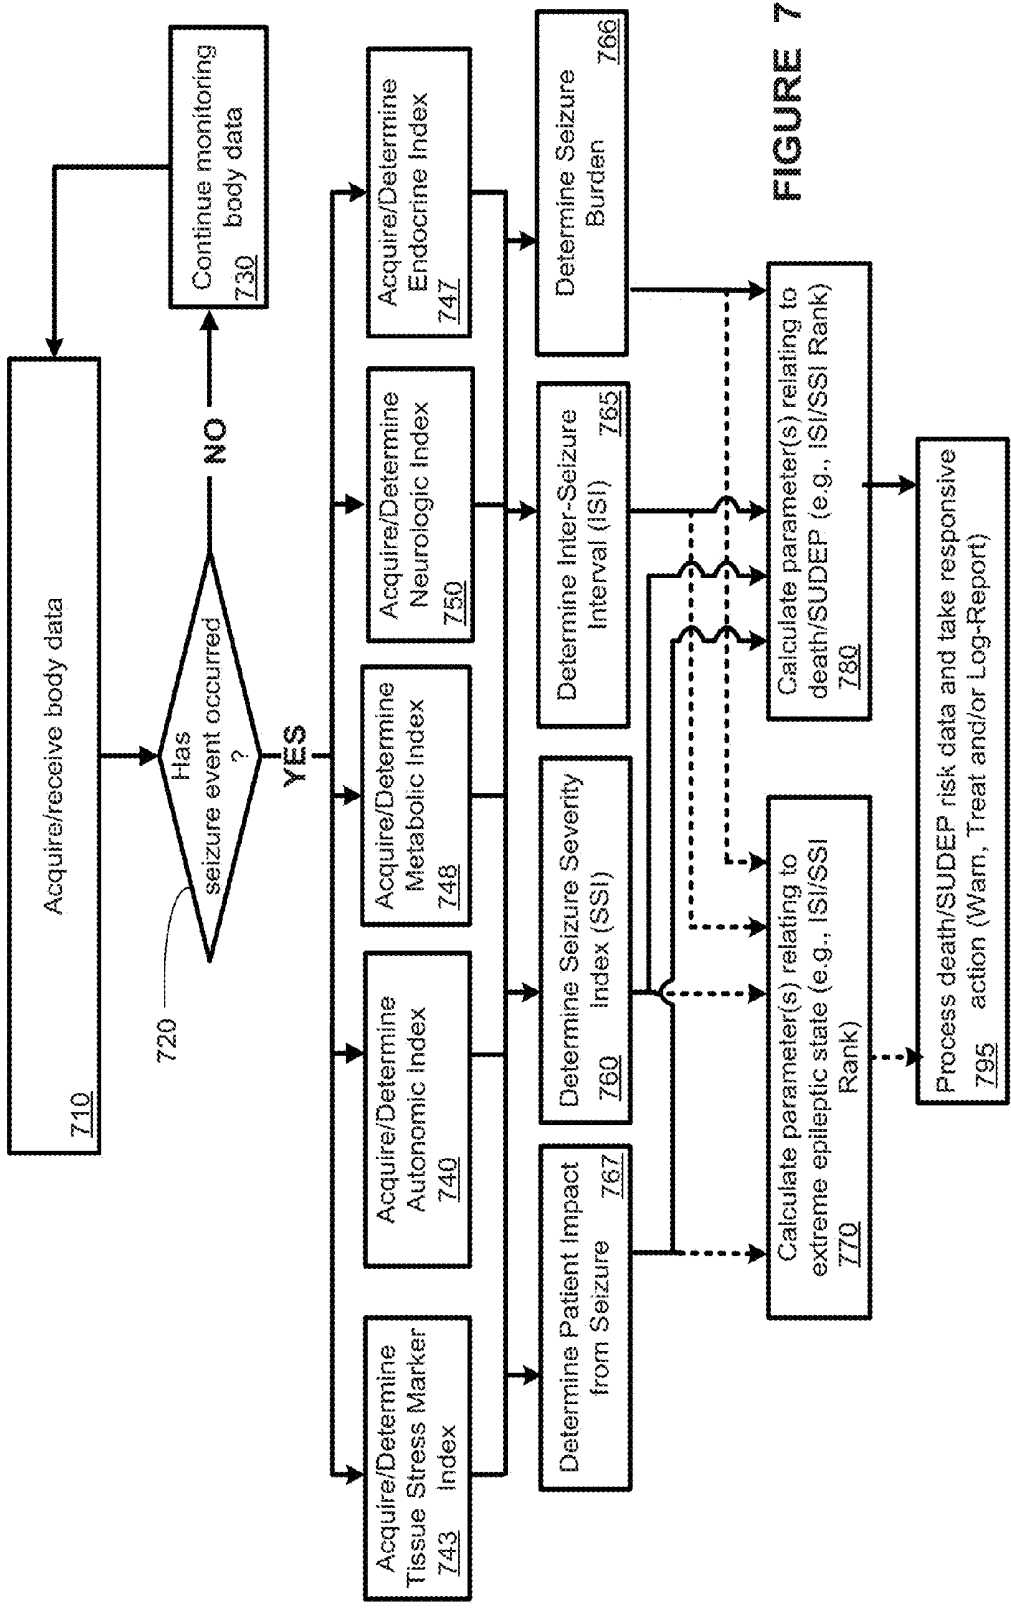 Acquire/receive body data
710
720
Has
seizure event occurred
?
NO
Continue monitoring
body data
730
YES
Acquire/Determine
Tissue Stress Marker
Index
743
Acquire/Determine
Autonomic Index
740
Acquire/Determine
Metabolic Index
748
Acquire/Determine
Neurologic Index
750
Acquire/Determine
Endocrine Index
747
Determine Patient Impact
from Seizure
767
Determine Seizure Severity
Index (SSI)
760
Determine Inter-Seizure
Interval (ISI)
765
Determine Seizure
Burden
766
Calculate parameter(s) relating to
extreme epileptic state (e.g., ISI/SSI
Rank)
770
Calculate parameter(s) relating to
death/SUDEP (e.g., ISI/SSI Rank)
780
Process death/SUDEP risk data and take responsive
action (Warn, Treat and/or Log-Report)
795
FIGURE 7